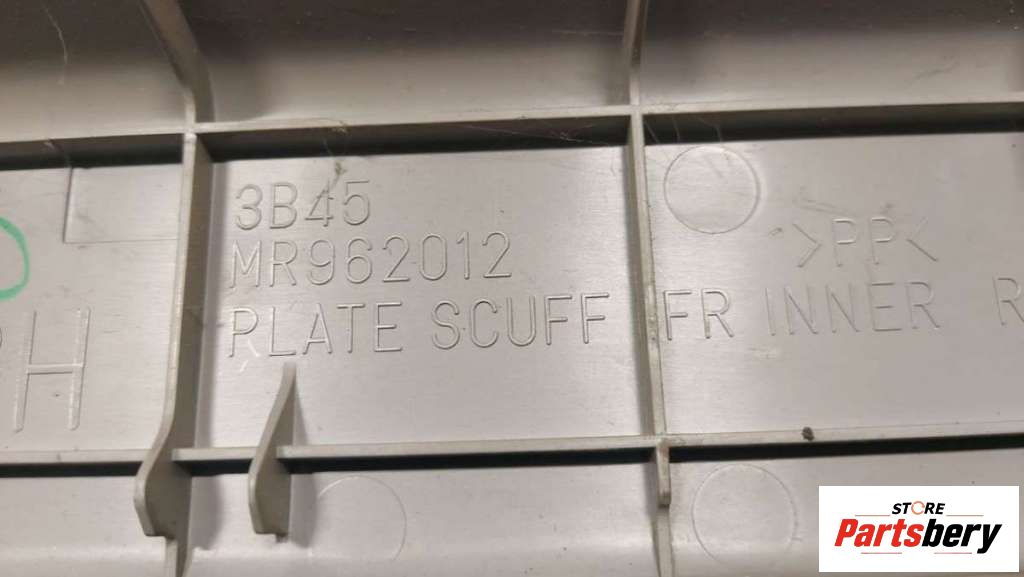 3B45
MR962012
>PP<
PLATE SCUFF FR INNER R
H
STORE
Partsbery